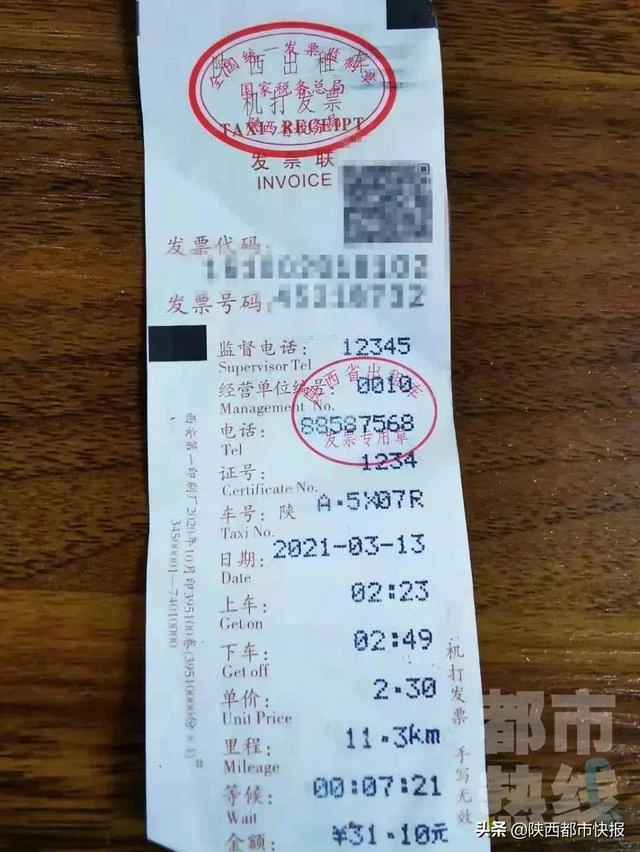 全国统一发票监制章
陕西出租车
国家税务总局
机打发票
TAXI RECEIPT
陕西省税务局
发票联
INVOICE
发票代码:
发票号码:
监督电话: 12345
Supervisor Tel
经营单位编号: 0010
Management No.
陕西省出租车
电话: 88587568
Tel
发票专用章
证号: 1234
Certificate No.
车号: 陕 A·5X07R
Taxi No.
日期: 2021-03-13
Date
上车: 02:23
Get on
下车: 02:49
Get off
单价: 2.30
Unit Price
里程: 11.3km
Mileage
等候: 00:07:21
Wait
金额: ¥31.10元
西安第一印刷厂2020年10月印395100卷(39510000份×1)
34500001—74010000
机打发票 手写无效
都市
热线
头条 @陕西都市快报